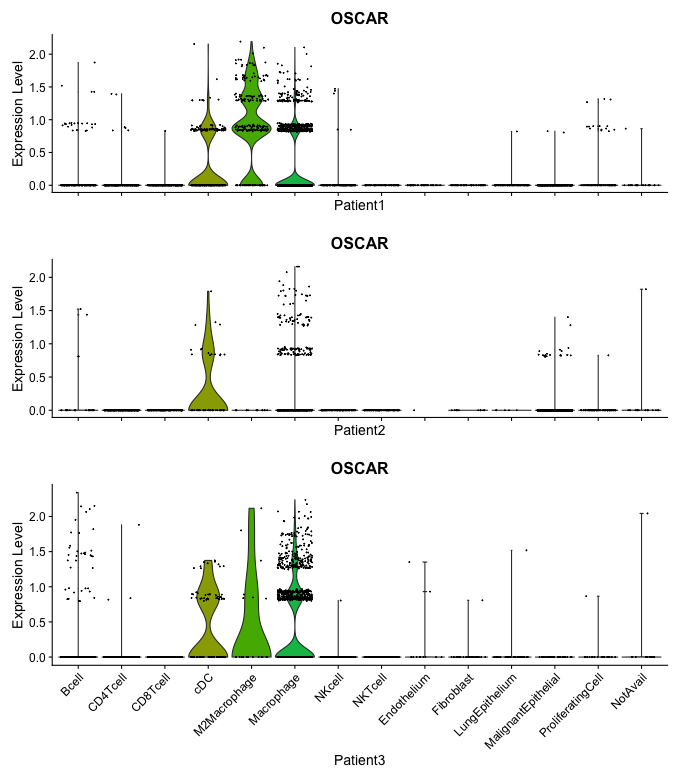 OSCAR
Expression Level
2.0
1.5
1.0
0.5
0.0
Patient1
OSCAR
Expression Level
2.0
1.5
1.0
0.5
0.0
Patient2
OSCAR
Expression Level
2.0
1.5
1.0
0.5
0.0
Bcell
CD4Tcell
CD8Tcell
cDC
M2Macrophage
Macrophage
NKcell
NKTcell
Endothelium
Fibroblast
LungEpithelium
MalignantEpithelial
ProliferatingCell
NotAvail
Patient3